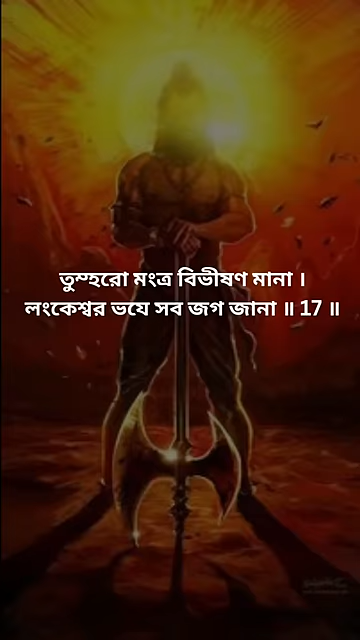 তুম্হরো মংত্র বিভীষণ মানা ।
লংকেশ্বর ভযে সব জগ জানা ॥ 17 ॥